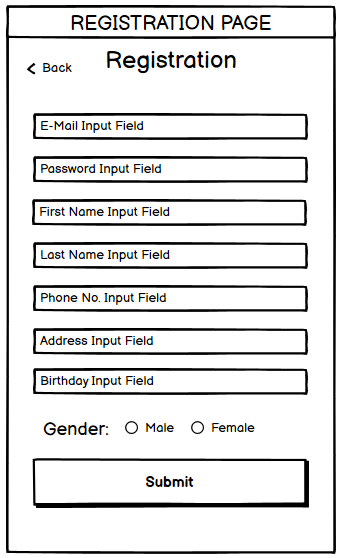 REGISTRATION PAGE
Registration
Back
E-Mail Input Field
Password Input Field
First Name Input Field
Last Name Input Field
Phone No. Input Field
Address Input Field
Birthday Input Field
Gender: Male Female
Submit